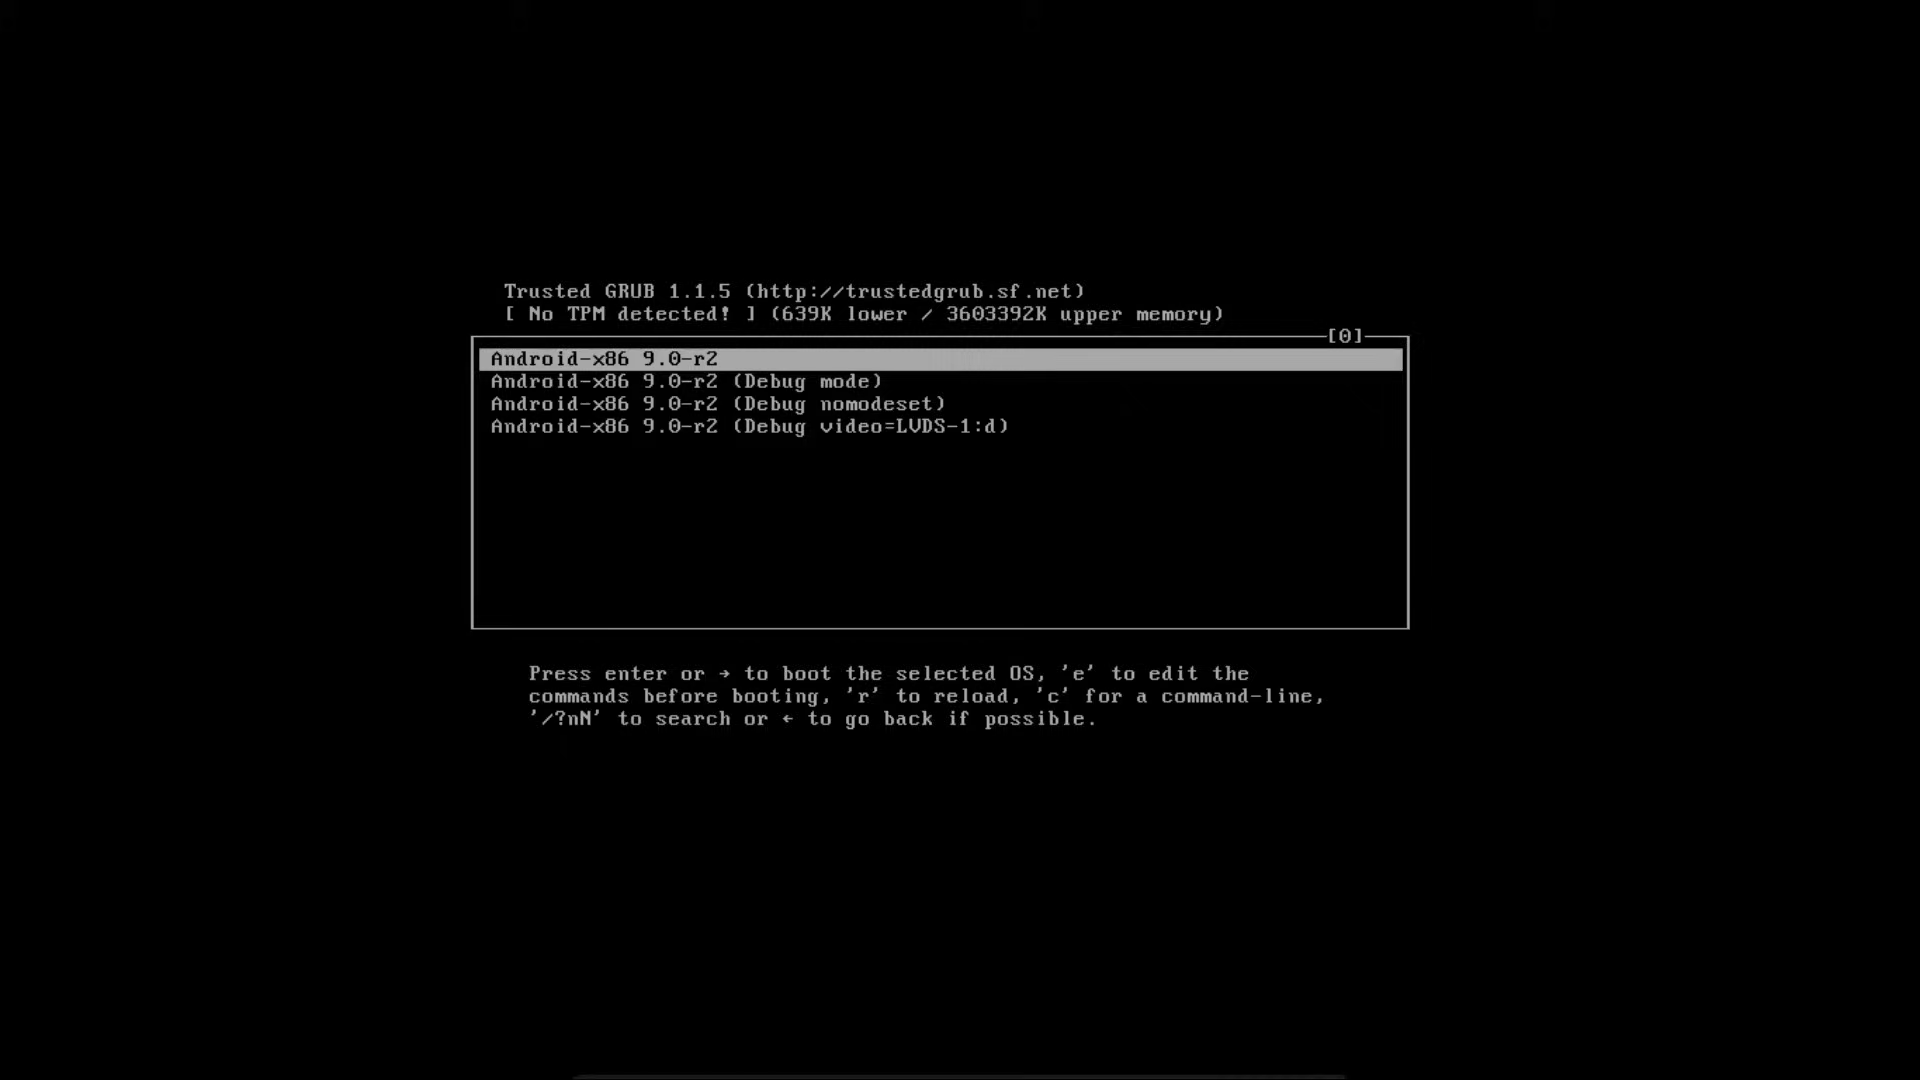 Trusted GRUB 1.1.5 (http://trustedgrub.sf.net)
[ No TPM detected! ] (639K lower / 3603392K upper memory)
[0]
Android-x86 9.0-r2
Android-x86 9.0-r2 (Debug mode)
Android-x86 9.0-r2 (Debug nomodeset)
Android-x86 9.0-r2 (Debug video=LVDS-1:d)
Press enter or → to boot the selected OS, 'e' to edit the
commands before booting, 'r' to reload, 'c' for a command-line,
'/?nN' to search or ← to go back if possible.